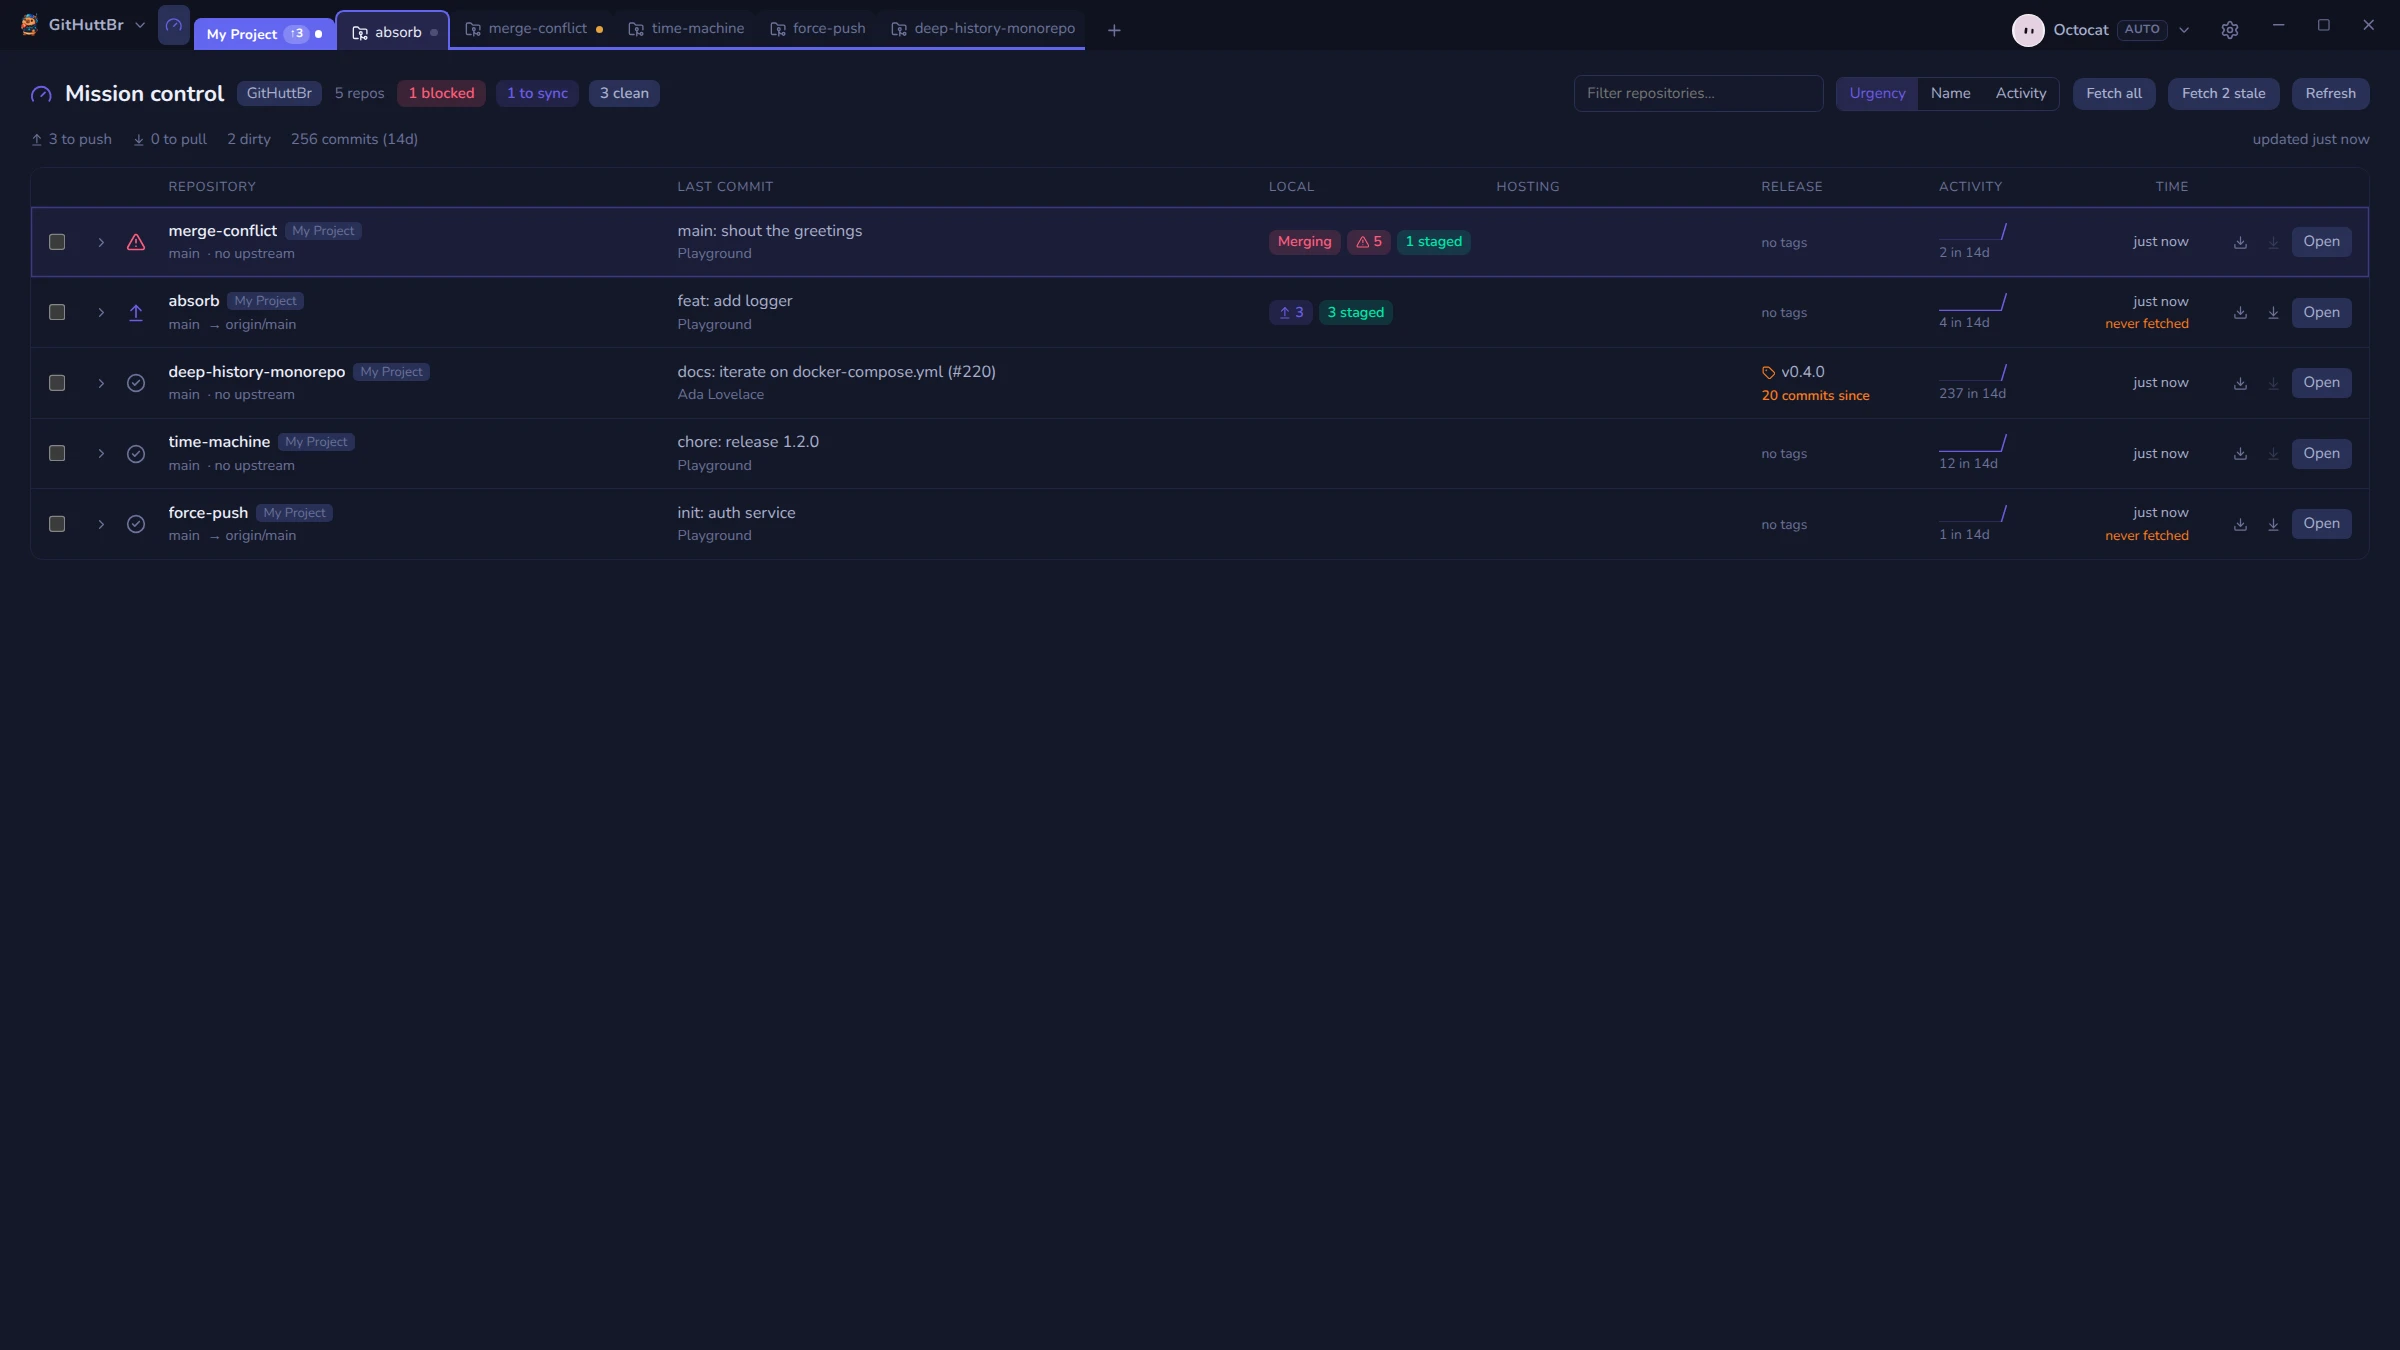 GitHuttBr My Project ↑3 absorb merge-conflict time-machine force-push deep-history-monorepo + Octocat AUTO
Mission control GitHuttBr 5 repos 1 blocked 1 to sync 3 clean Filter repositories... Urgency Name Activity Fetch all Fetch 2 stale Refresh
3 to push 0 to pull 2 dirty 256 commits (14d) updated just now
REPOSITORY LAST COMMIT LOCAL HOSTING RELEASE ACTIVITY TIME
merge-conflict My Project main: shout the greetings
main · no upstream Playground
Merging 5 1 staged no tags 2 in 14d just now Open
absorb My Project feat: add logger
main → origin/main Playground
3 3 staged no tags 4 in 14d just now Open
never fetched
deep-history-monorepo My Project docs: iterate on docker-compose.yml (#220) v0.4.0
main · no upstream Ada Lovelace 20 commits since
237 in 14d just now Open
time-machine My Project chore: release 1.2.0
main · no upstream Playground
no tags 12 in 14d just now Open
force-push My Project init: auth service
main → origin/main Playground
no tags 1 in 14d just now Open
never fetched